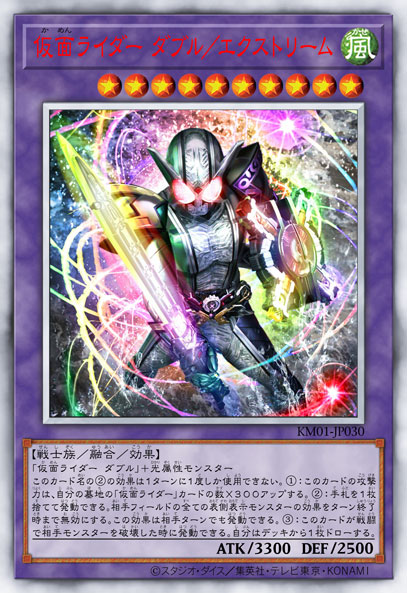 仮面ライダー ダブル／エクストリーム
か めん
風
かぜ
KM01-JP030
【戦士族／融合／効果】
「仮面ライダー ダブル」＋光属性モンスター
このカード名の②の効果は1ターンに1度しか使用できない。①：このカードの攻撃
力は、自分の墓地の「仮面ライダー」カードの数×３００アップする。②：手札を1枚
捨てて発動できる。相手フィールドの全ての表側表示モンスターの効果をターン終了
時まで無効にする。この効果は相手ターンでも発動できる。③：このカードが戦闘
で相手モンスターを破壊した時に発動できる。自分はデッキから1枚ドローする。
ATK/3300 DEF/2500
©スタジオ・ダイス／集英社・テレビ東京・KONAMI